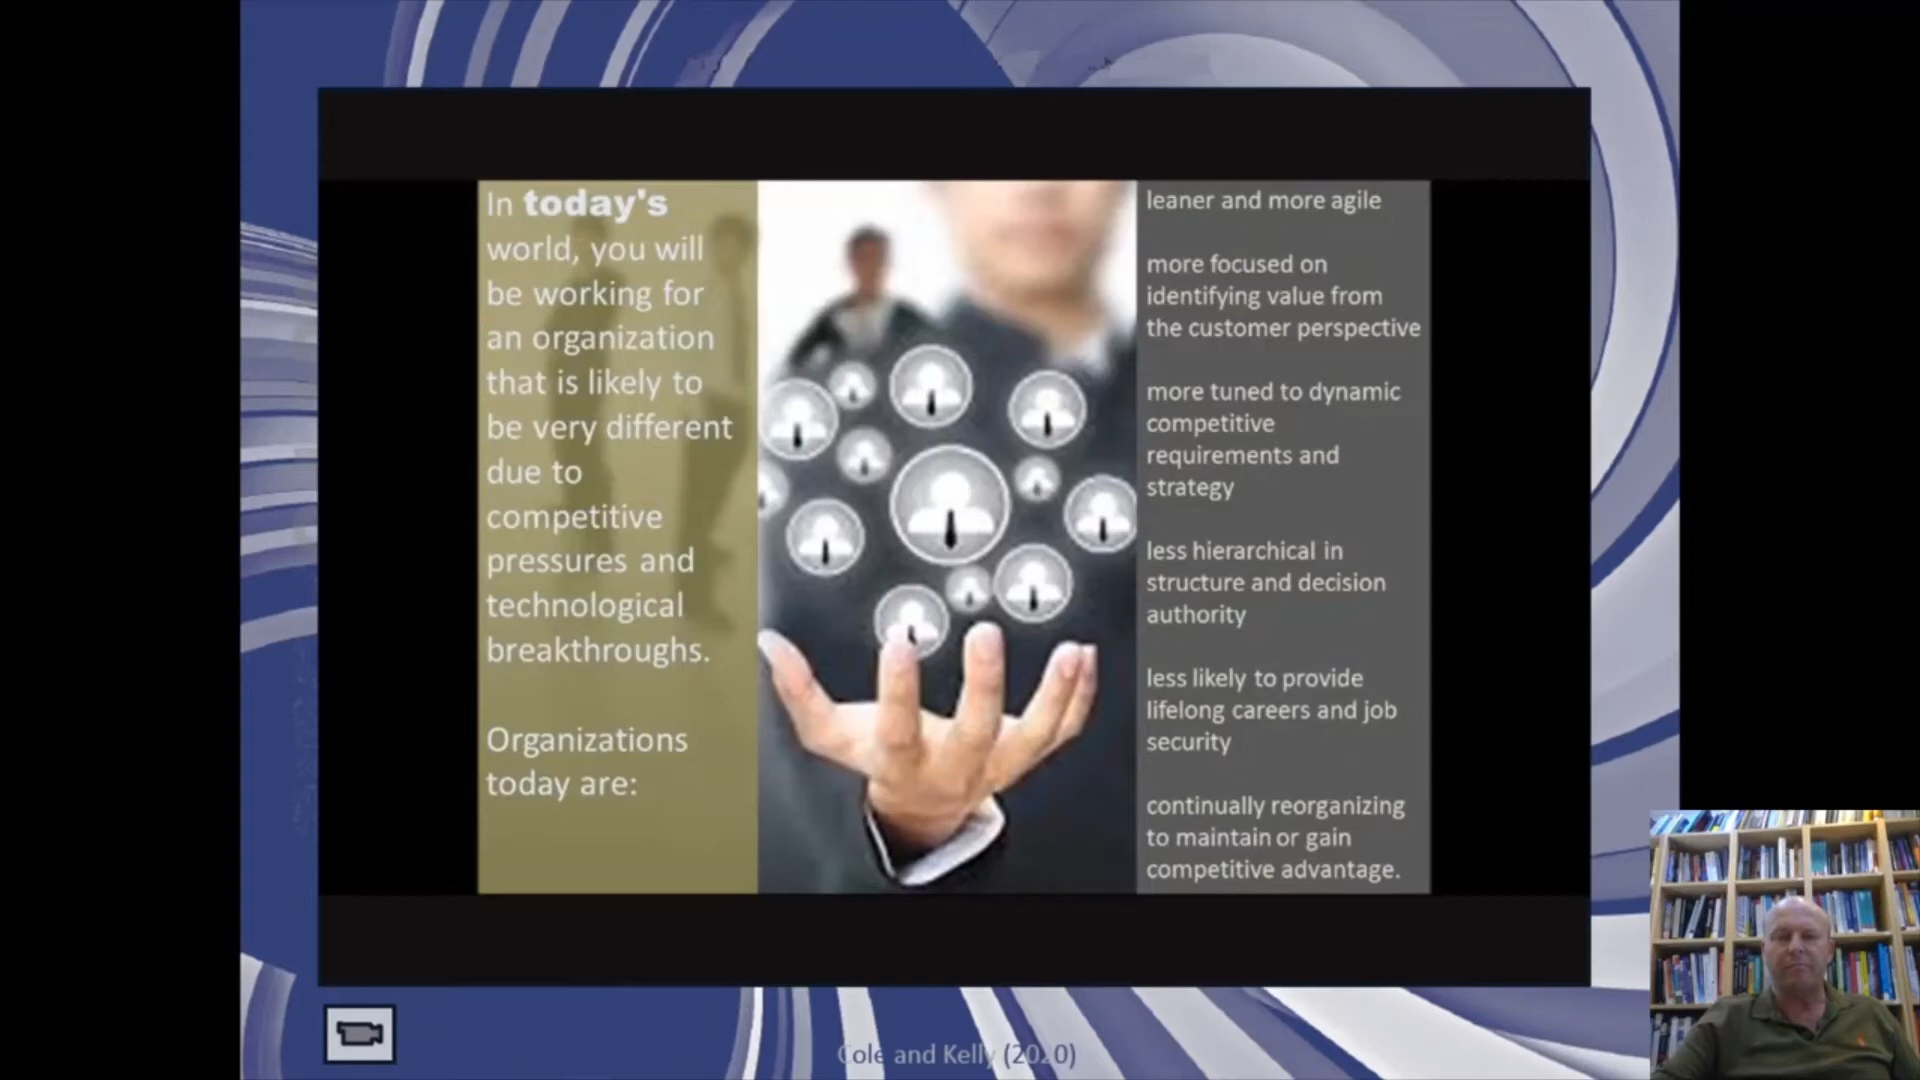 In today's
world, you will
be working for
an organization
that is likely to
be very different
due to
competitive
pressures and
technological
breakthroughs.
Organizations
today are:
leaner and more agile
more focused on
identifying value from
the customer perspective
more tuned to dynamic
competitive
requirements and
strategy
less hierarchical in
structure and decision
authority
less likely to provide
lifelong careers and job
security
continually reorganizing
to maintain or gain
competitive advantage.
Cole and Kelly (2020)